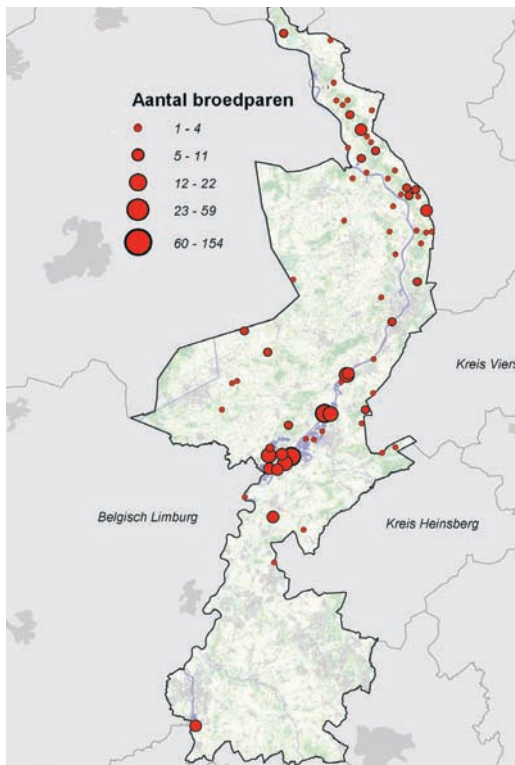 Aantal broedparen
1 - 4
5 - 11
12 - 22
23 - 59
60 - 154
Kreis Viers
Belgisch Limburg
Kreis Heinsberg